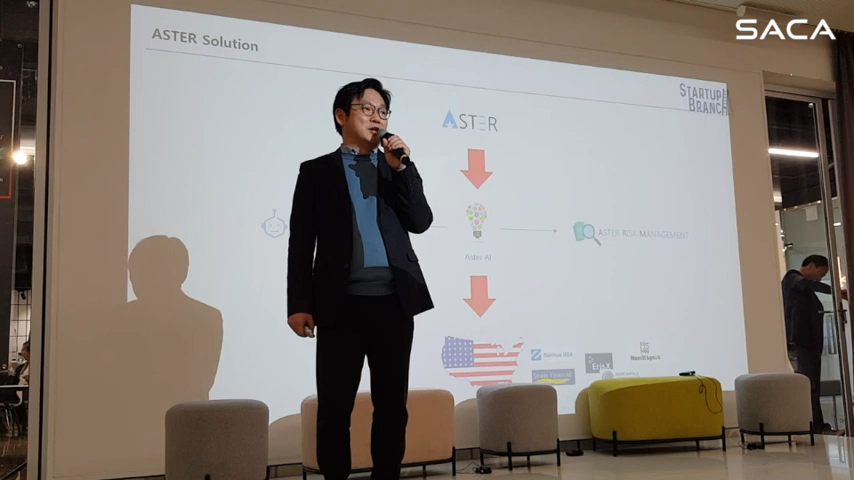 SACA
ASTER Solution
STARTUP
BRANCH
ASTER
Aster AI
ASTER RISK MANAGEMENT